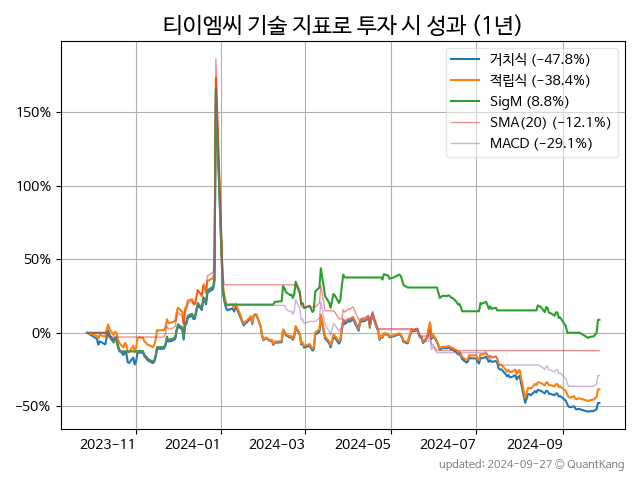 티이엠씨 기술 지표로 투자 시 성과 (1년)
거치식 (−47.8%)
적립식 (−38.4%)
SigM (8.8%)
SMA(20) (−12.1%)
MACD (−29.1%)
150%
100%
50%
0%
−50%
2023−11 2024−01 2024−03 2024−05 2024−07 2024−09
updated: 2024−09−27 © QuantKang